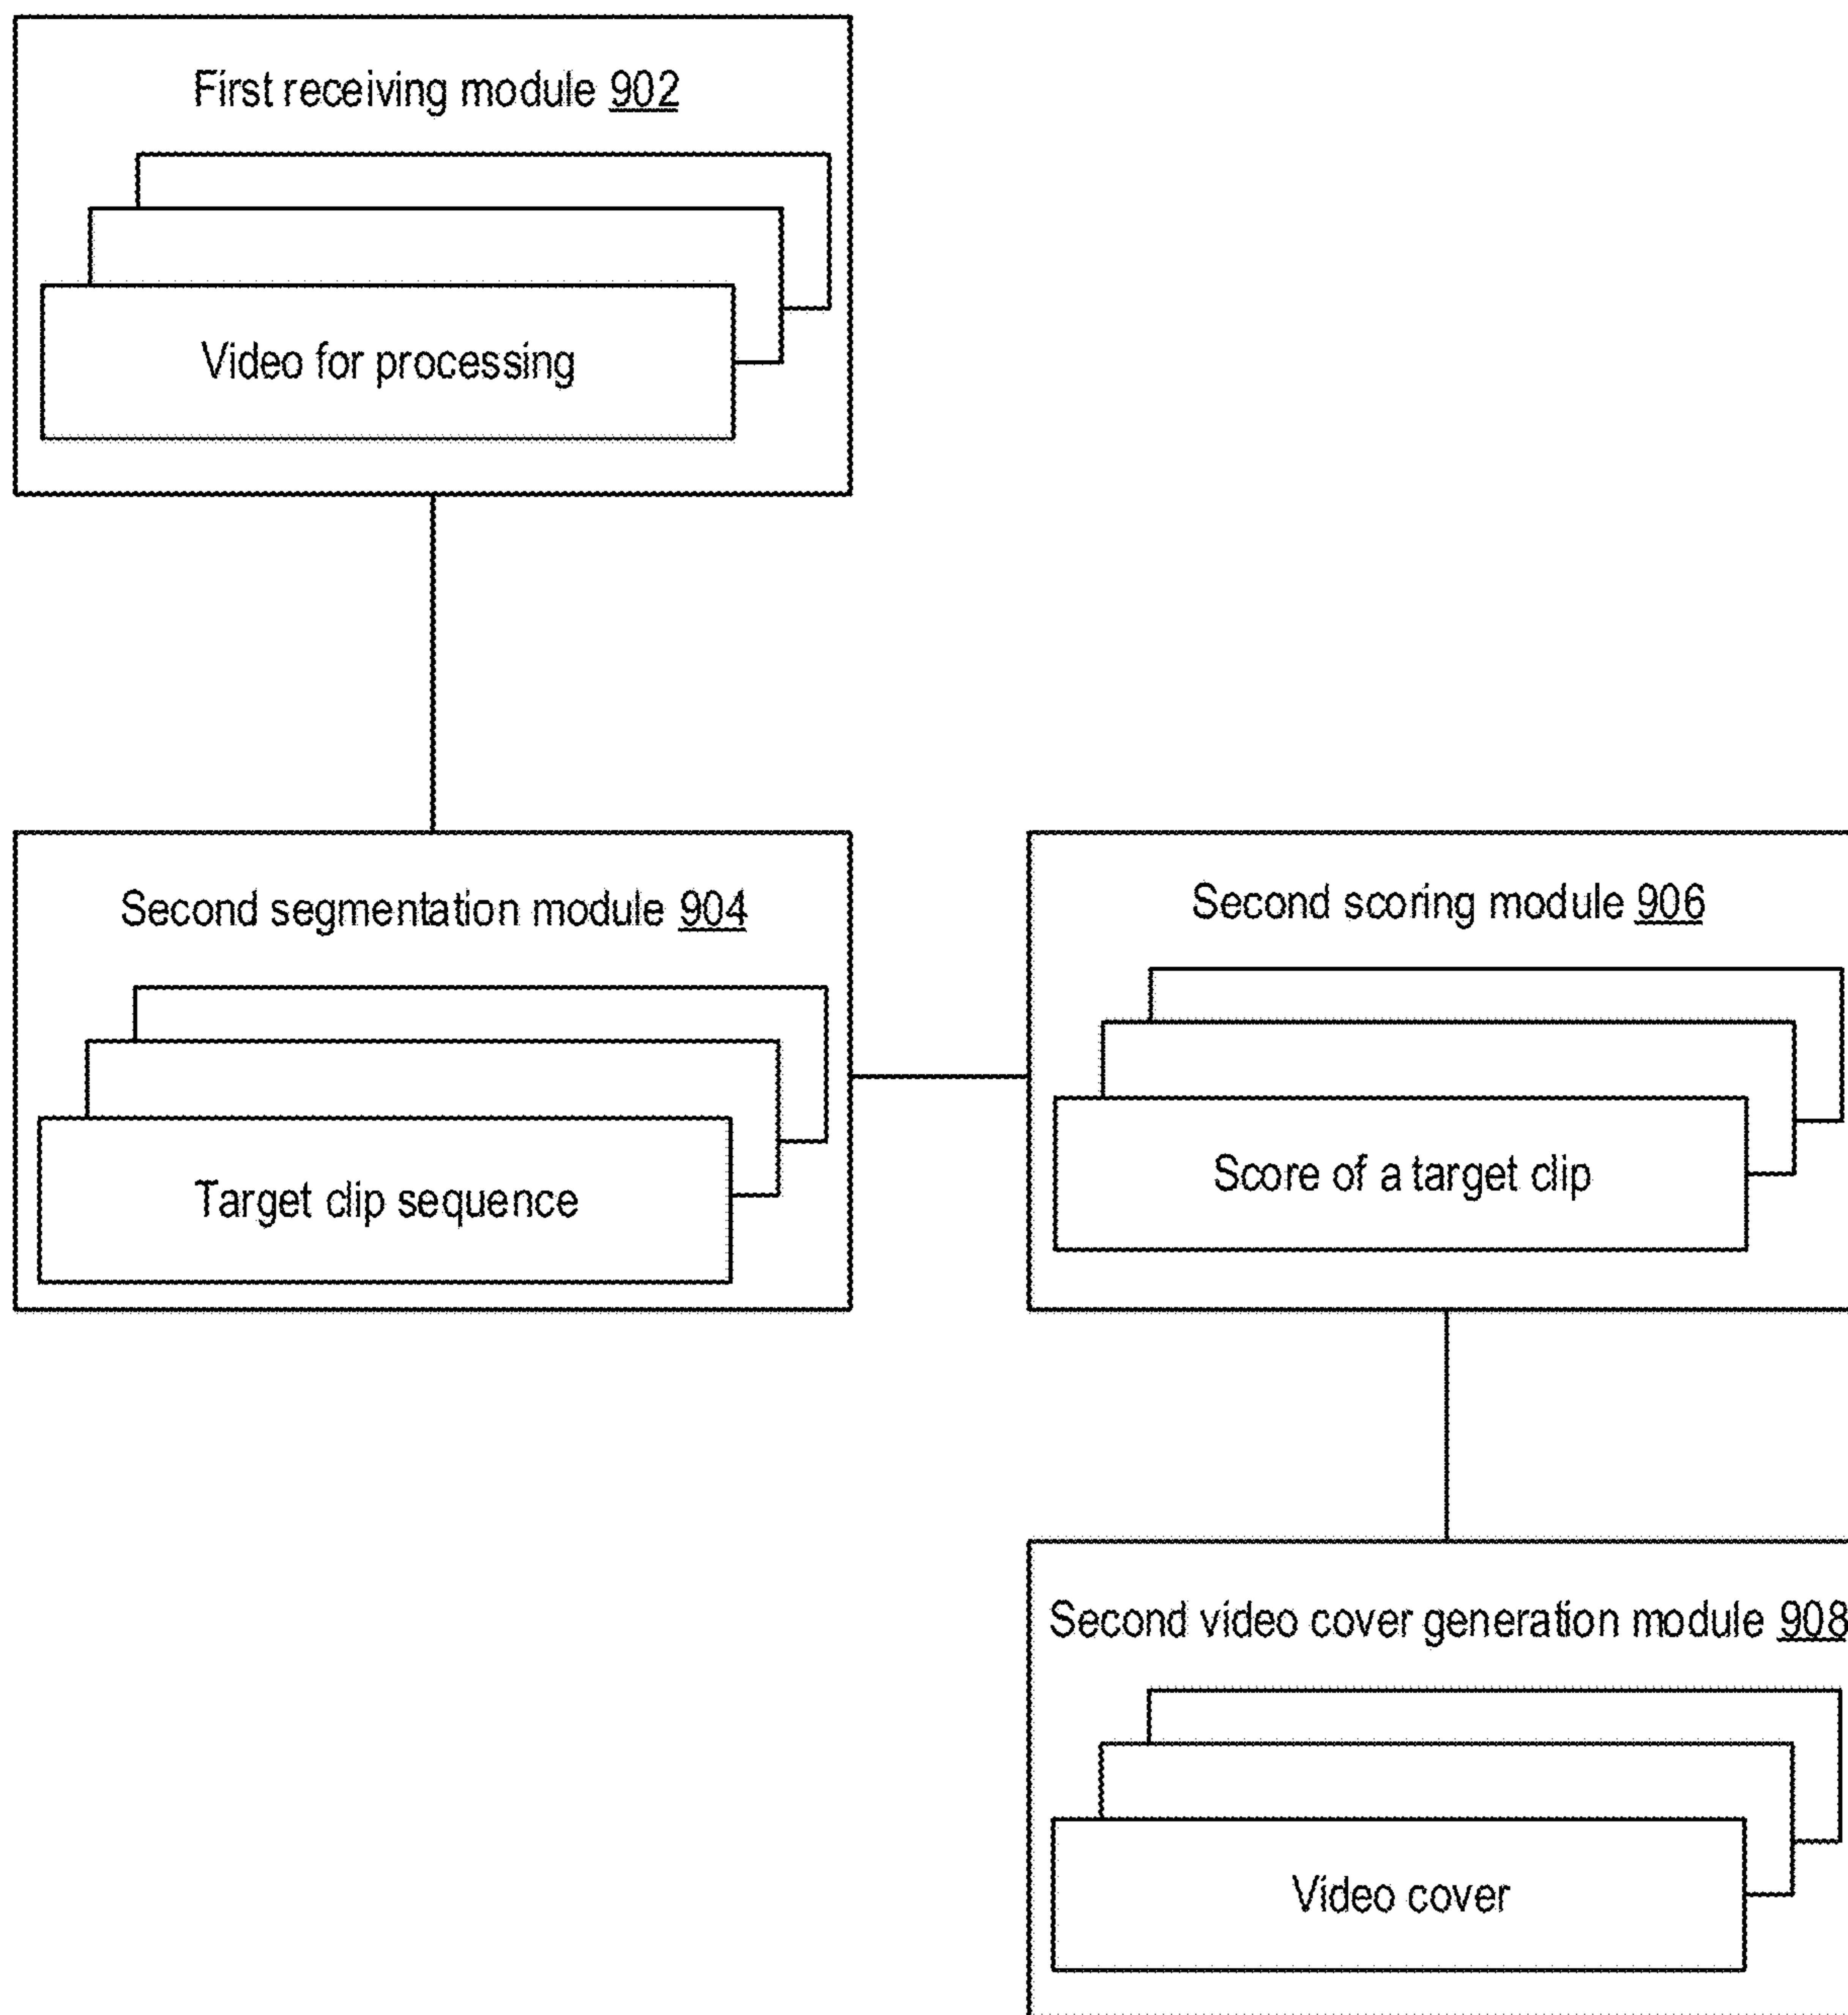 First receiving module 902
Video for processing
Second segmentation module 904
Target clip sequence
Second scoring module 906
Score of a target clip
Second video cover generation module 908
Video cover